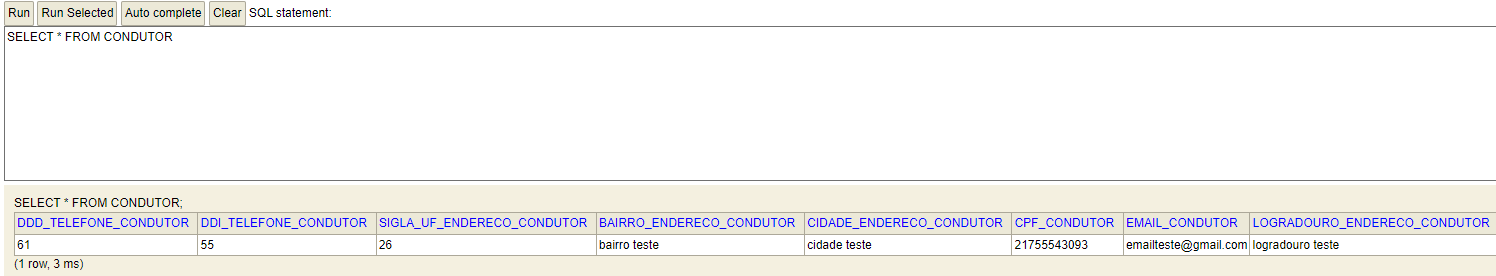 Run Run Selected Auto complete Clear SQL statement:
SELECT * FROM CONDUTOR
SELECT * FROM CONDUTOR;
DDD_TELEFONE_CONDUTOR DDI_TELEFONE_CONDUTOR SIGLA_UF_ENDERECO_CONDUTOR BAIRRO_ENDERECO_CONDUTOR CIDADE_ENDERECO_CONDUTOR CPF_CONDUTOR EMAIL_CONDUTOR LOGRADOURO_ENDERECO_CONDUTOR
61 55 26 bairro teste cidade teste 21755543093 emailteste@gmail.com logradouro teste
(1 row, 3 ms)